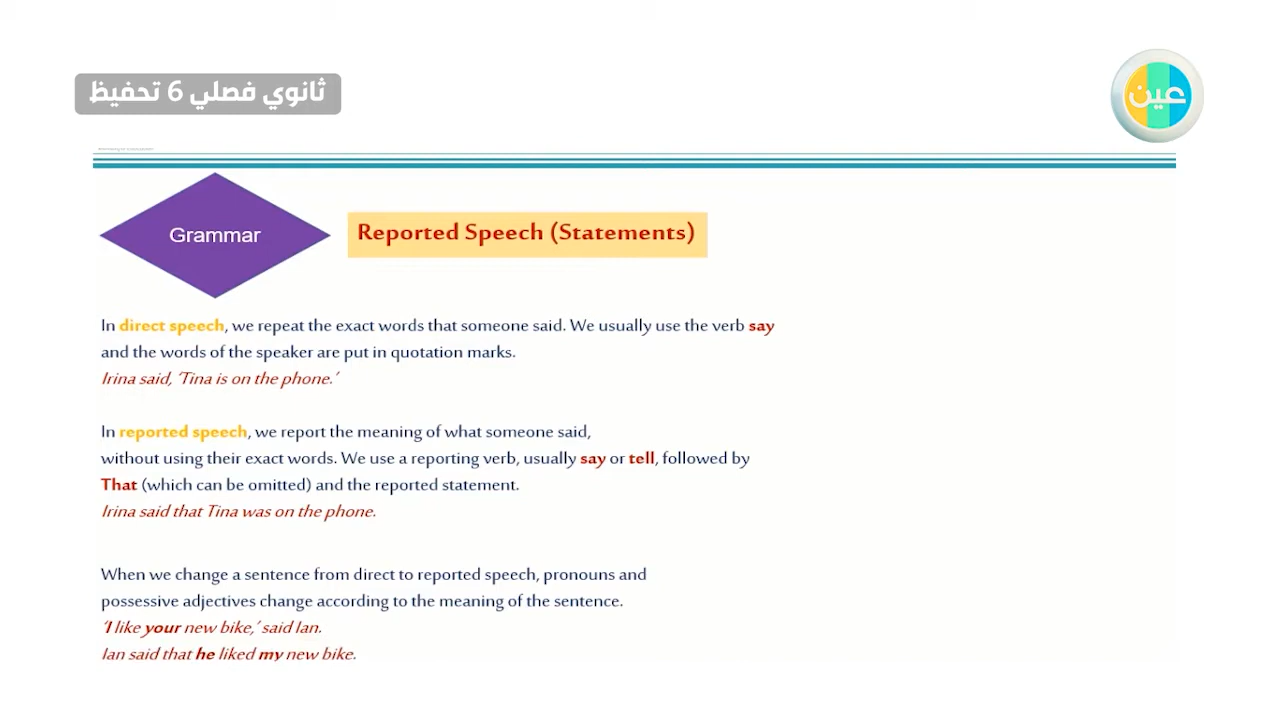 ثانوي فصلي 6 تحفيظ
عين
Grammar
Reported Speech (Statements)
In direct speech, we repeat the exact words that someone said. We usually use the verb say
and the words of the speaker are put in quotation marks.
Irina said, ‘Tina is on the phone.’
In reported speech, we report the meaning of what someone said,
without using their exact words. We use a reporting verb, usually say or tell, followed by
That (which can be omitted) and the reported statement.
Irina said that Tina was on the phone.
When we change a sentence from direct to reported speech, pronouns and
possessive adjectives change according to the meaning of the sentence.
‘I like your new bike,’ said Ian.
Ian said that he liked my new bike.